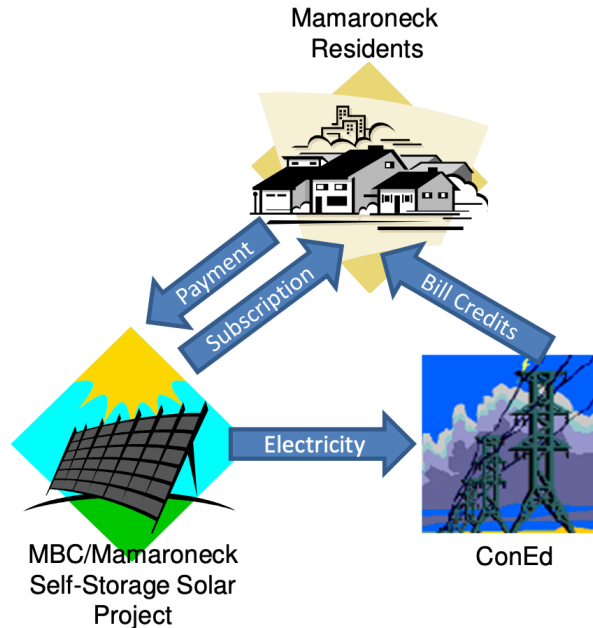 Mamaroneck
Residents
Payment
Subscription
Bill Credits
Electricity
MBC/Mamaroneck
Self-Storage Solar
Project
ConEd